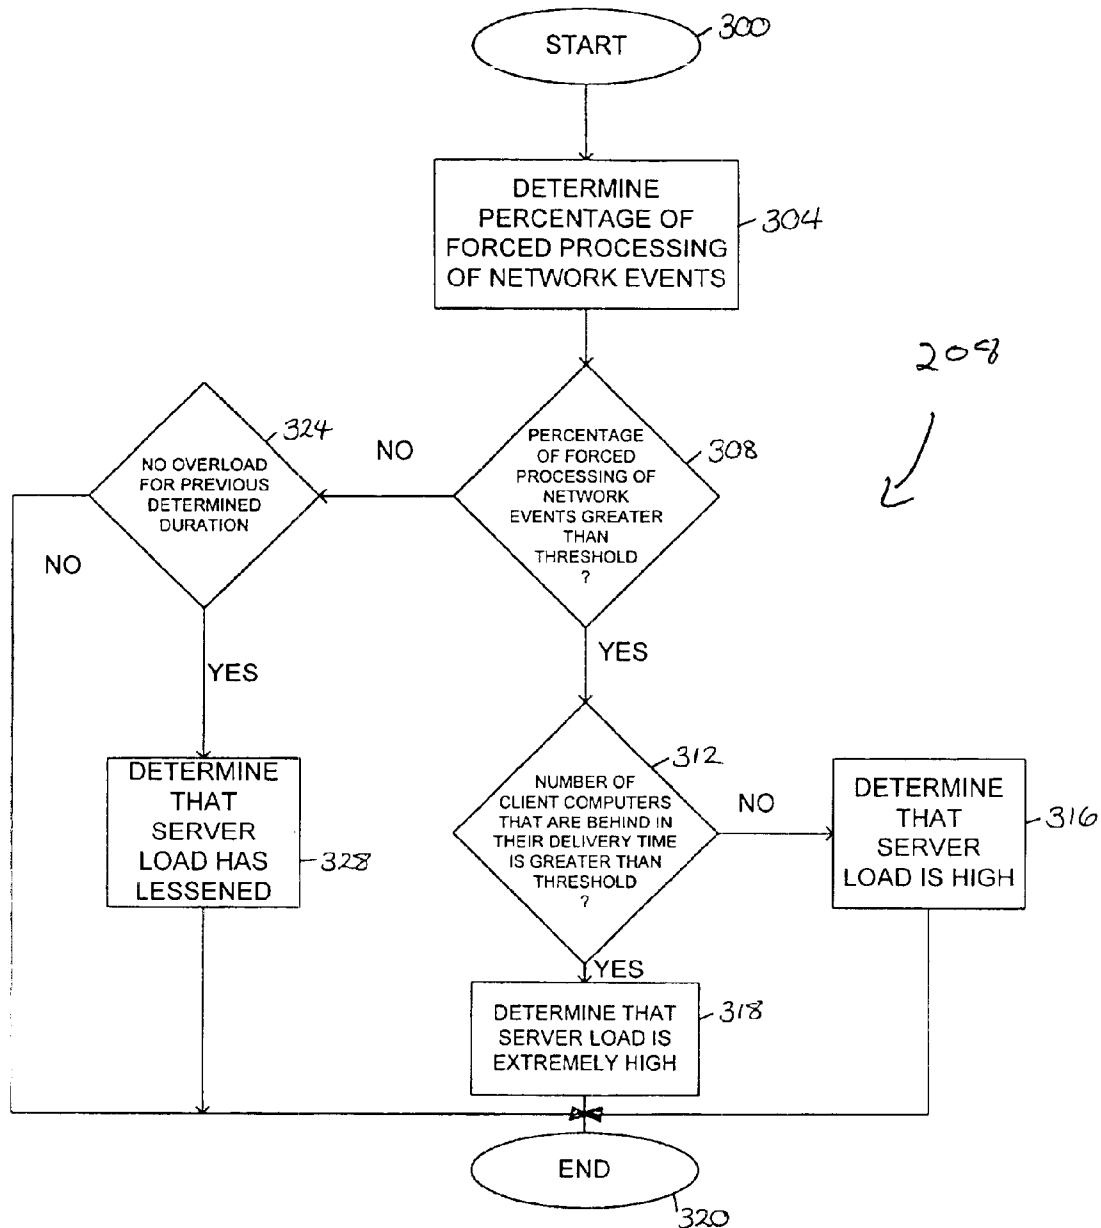 START
300
DETERMINE
PERCENTAGE OF
FORCED PROCESSING
OF NETWORK EVENTS
304
208
324
NO OVERLOAD
FOR PREVIOUS
DETERMINED
DURATION
NO
PERCENTAGE
OF FORCED
PROCESSING OF
NETWORK
EVENTS GREATER
THAN
THRESHOLD
?
308
NO
YES
YES
DETERMINE
THAT
SERVER
LOAD HAS
LESSENED
328
NUMBER OF
CLIENT COMPUTERS
THAT ARE BEHIND IN
THEIR DELIVERY TIME
IS GREATER THAN
THRESHOLD
?
312
NO
DETERMINE
THAT
SERVER
LOAD IS HIGH
316
YES
DETERMINE THAT
SERVER LOAD IS
EXTREMELY HIGH
318
END
320